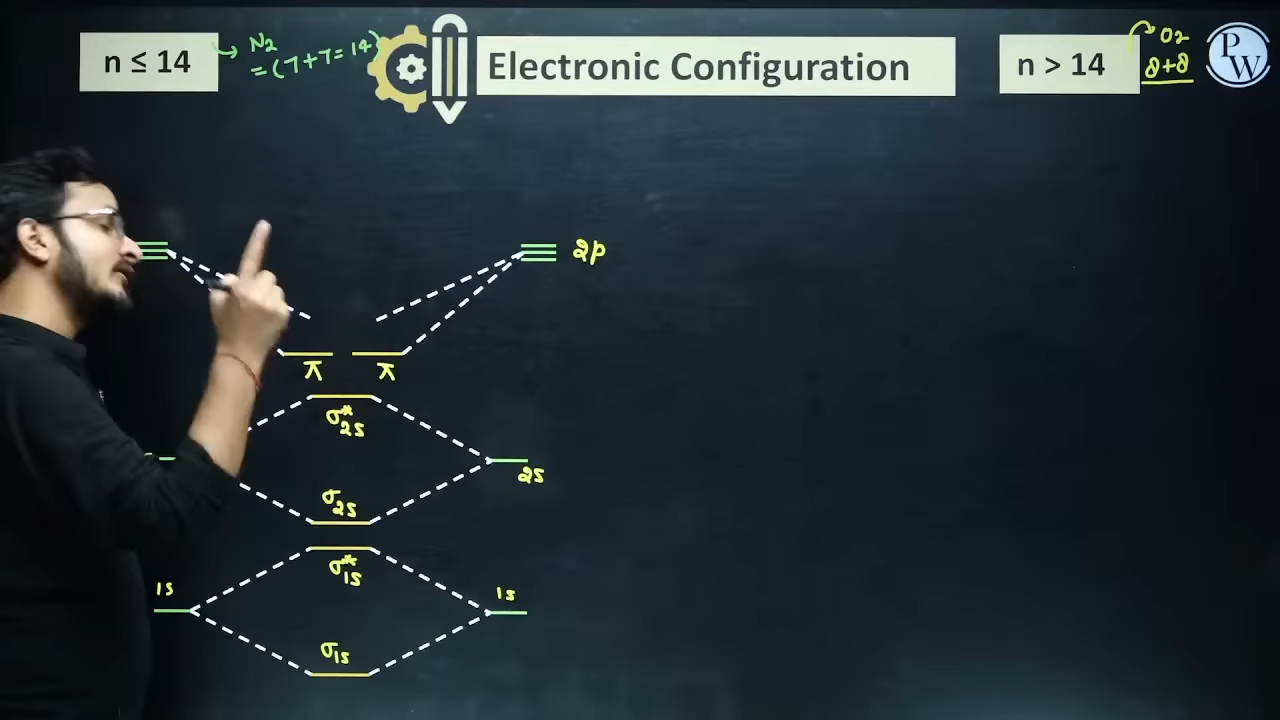 n ≤ 14
N2
= (7+7=14)
Electronic Configuration
n > 14
O2
8+8
P
W
2p
π π
σ*2s
2s
σ2s
σ*1s
1s
1s
σ1s